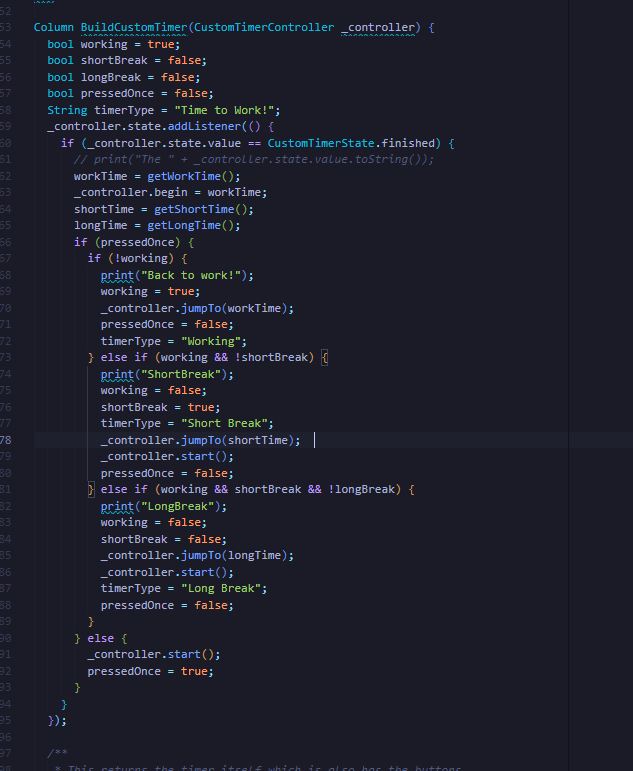 52
53 Column BuildCustomTimer(CustomTimerController _controller) {
54 bool working = true;
55 bool shortBreak = false;
56 bool longBreak = false;
57 bool pressedOnce = false;
58 String timerType = "Time to Work!";
59 _controller.state.addListener(() {
60 if (_controller.state.value == CustomTimerState.finished) {
61 // print("The " + _controller.state.value.toString());
62 workTime = getWorkTime();
63 _controller.begin = workTime;
64 shortTime = getShortTime();
65 longTime = getLongTime();
66 if (pressedOnce) {
67 if (!working) {
68 print("Back to work!");
69 working = true;
70 _controller.jumpTo(workTime);
71 pressedOnce = false;
72 timerType = "Working";
73 } else if (working && !shortBreak) {
74 print("ShortBreak");
75 working = false;
76 shortBreak = true;
77 timerType = "Short Break";
78 _controller.jumpTo(shortTime);
79 _controller.start();
80 pressedOnce = false;
81 } else if (working && shortBreak && !longBreak) {
82 print("LongBreak");
83 working = false;
84 shortBreak = false;
85 _controller.jumpTo(longTime);
86 _controller.start();
87 timerType = "Long Break";
88 pressedOnce = false;
89 }
90 } else {
91 _controller.start();
92 pressedOnce = true;
93 }
94 }
95 });
96
97 /**
98 * This returns the timer itself which is also has the buttons